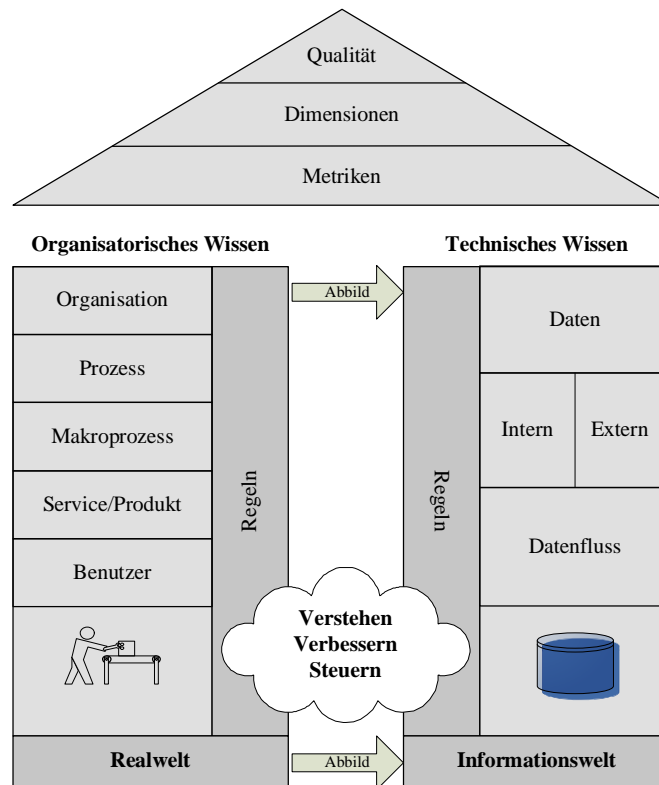 Qualität
Dimensionen
Metriken
Organisatorisches Wissen
Technisches Wissen
Organisation
Prozess
Makroprozess
Service/Produkt
Benutzer
Regeln
Abbild
Regeln
Daten
Intern
Extern
Datenfluss
Verstehen
Verbessern
Steuern
Realwelt
Abbild
Informationswelt